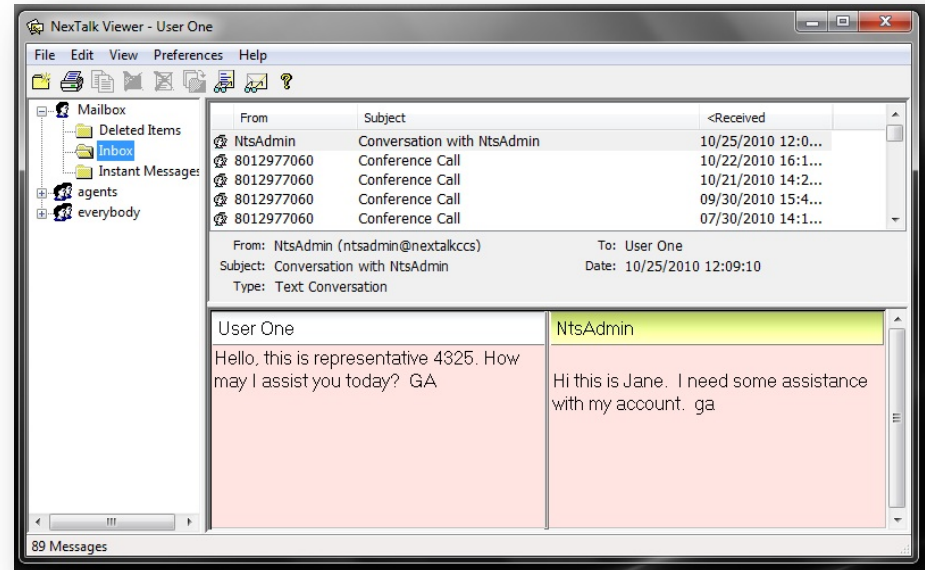 NexTalk Viewer - User One
File Edit View Preferences Help
Mailbox
Deleted Items
Inbox
Instant Messages
agents
everybody
From Subject <Received
NtsAdmin Conversation with NtsAdmin 10/25/2010 12:0...
8012977060 Conference Call 10/22/2010 16:1...
8012977060 Conference Call 10/21/2010 14:2...
8012977060 Conference Call 09/30/2010 15:4...
8012977060 Conference Call 07/30/2010 14:1...
From: NtsAdmin (ntsadmin@nextalkccs) To: User One
Subject: Conversation with NtsAdmin Date: 10/25/2010 12:09:10
Type: Text Conversation
User One
Hello, this is representative 4325. How
may I assist you today? GA
NtsAdmin
Hi this is Jane. I need some assistance
with my account. ga
89 Messages